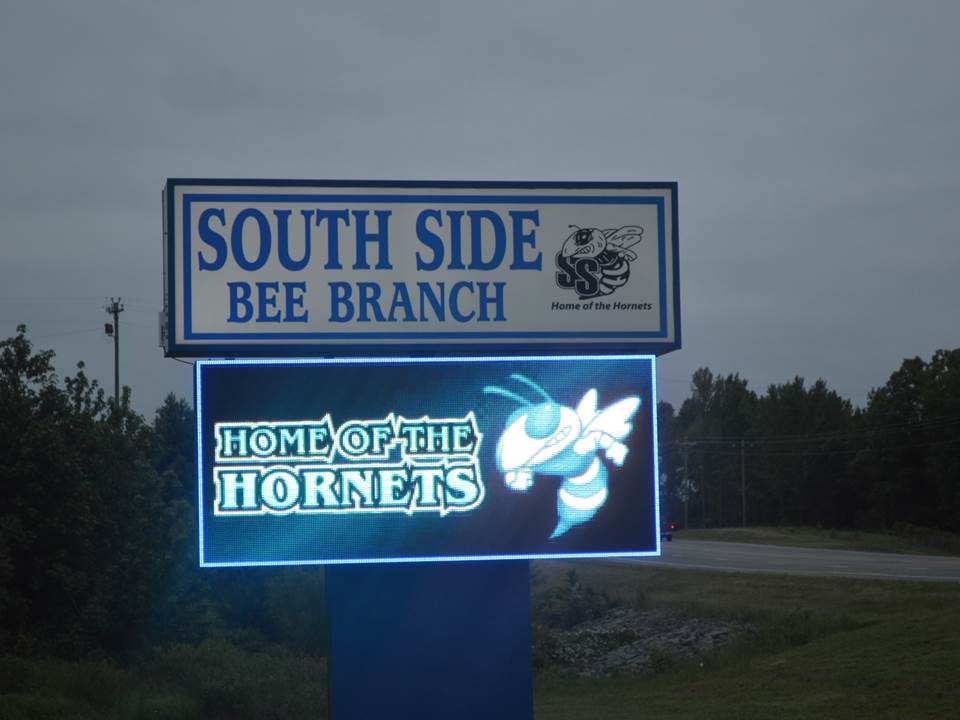 SOUTH SIDE
BEE BRANCH
SS
Home of the Hornets
HOME OF THE
HORNETS